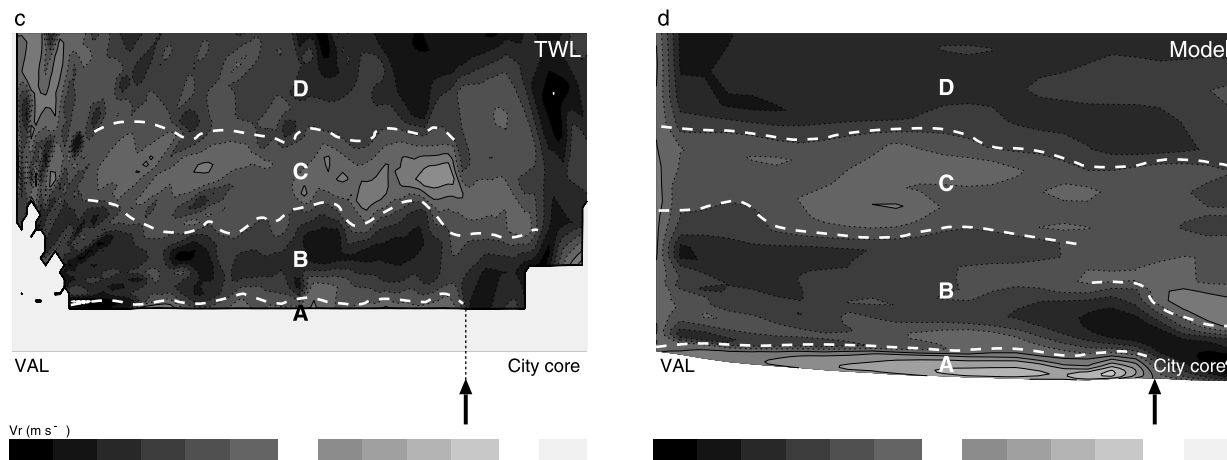 c
TWL
D
C
B
A
VAL
City core
Vr (m s⁻ )
d
Model
D
C
B
A
VAL
City core